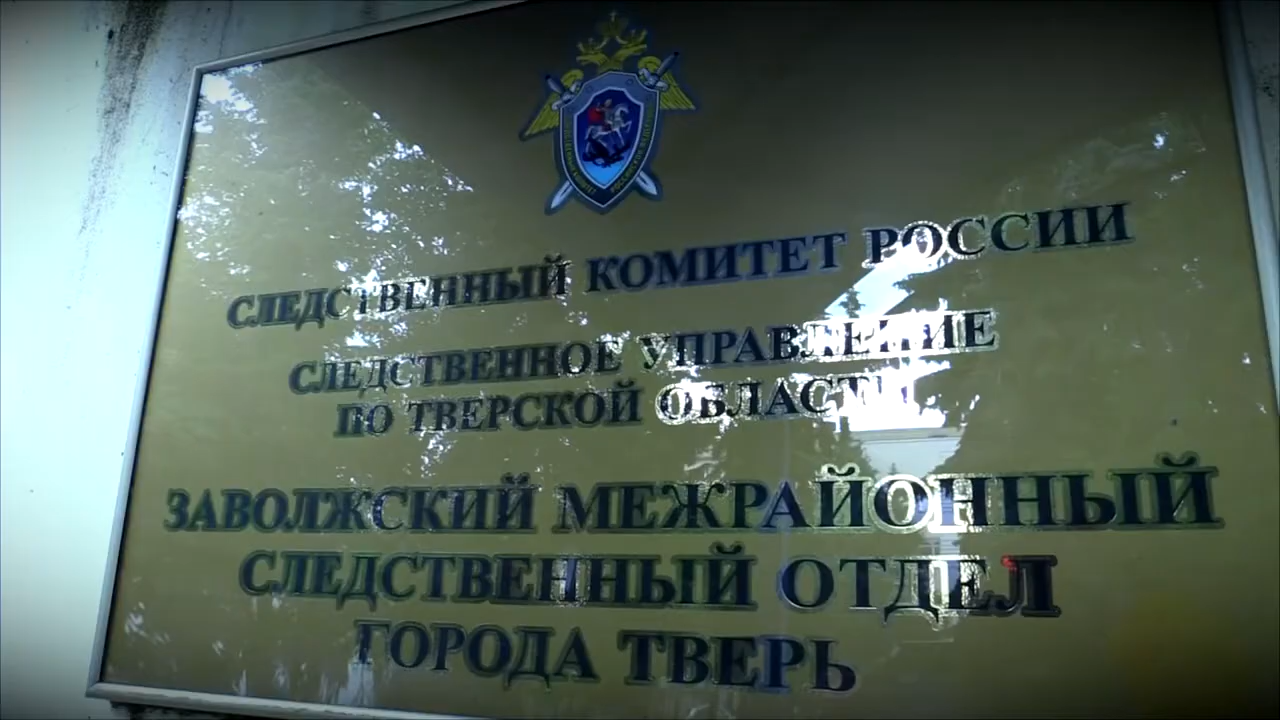 СЛЕДСТВЕННЫЙ КОМИТЕТ РОССИИ
СЛЕДСТВЕННОЕ УПРАВЛЕНИЕ
ПО ТВЕРСКОЙ ОБЛАСТИ
ЗАВОЛЖСКИЙ МЕЖРАЙОННЫЙ
СЛЕДСТВЕННЫЙ ОТДЕЛ
ГОРОДА ТВЕРЬ